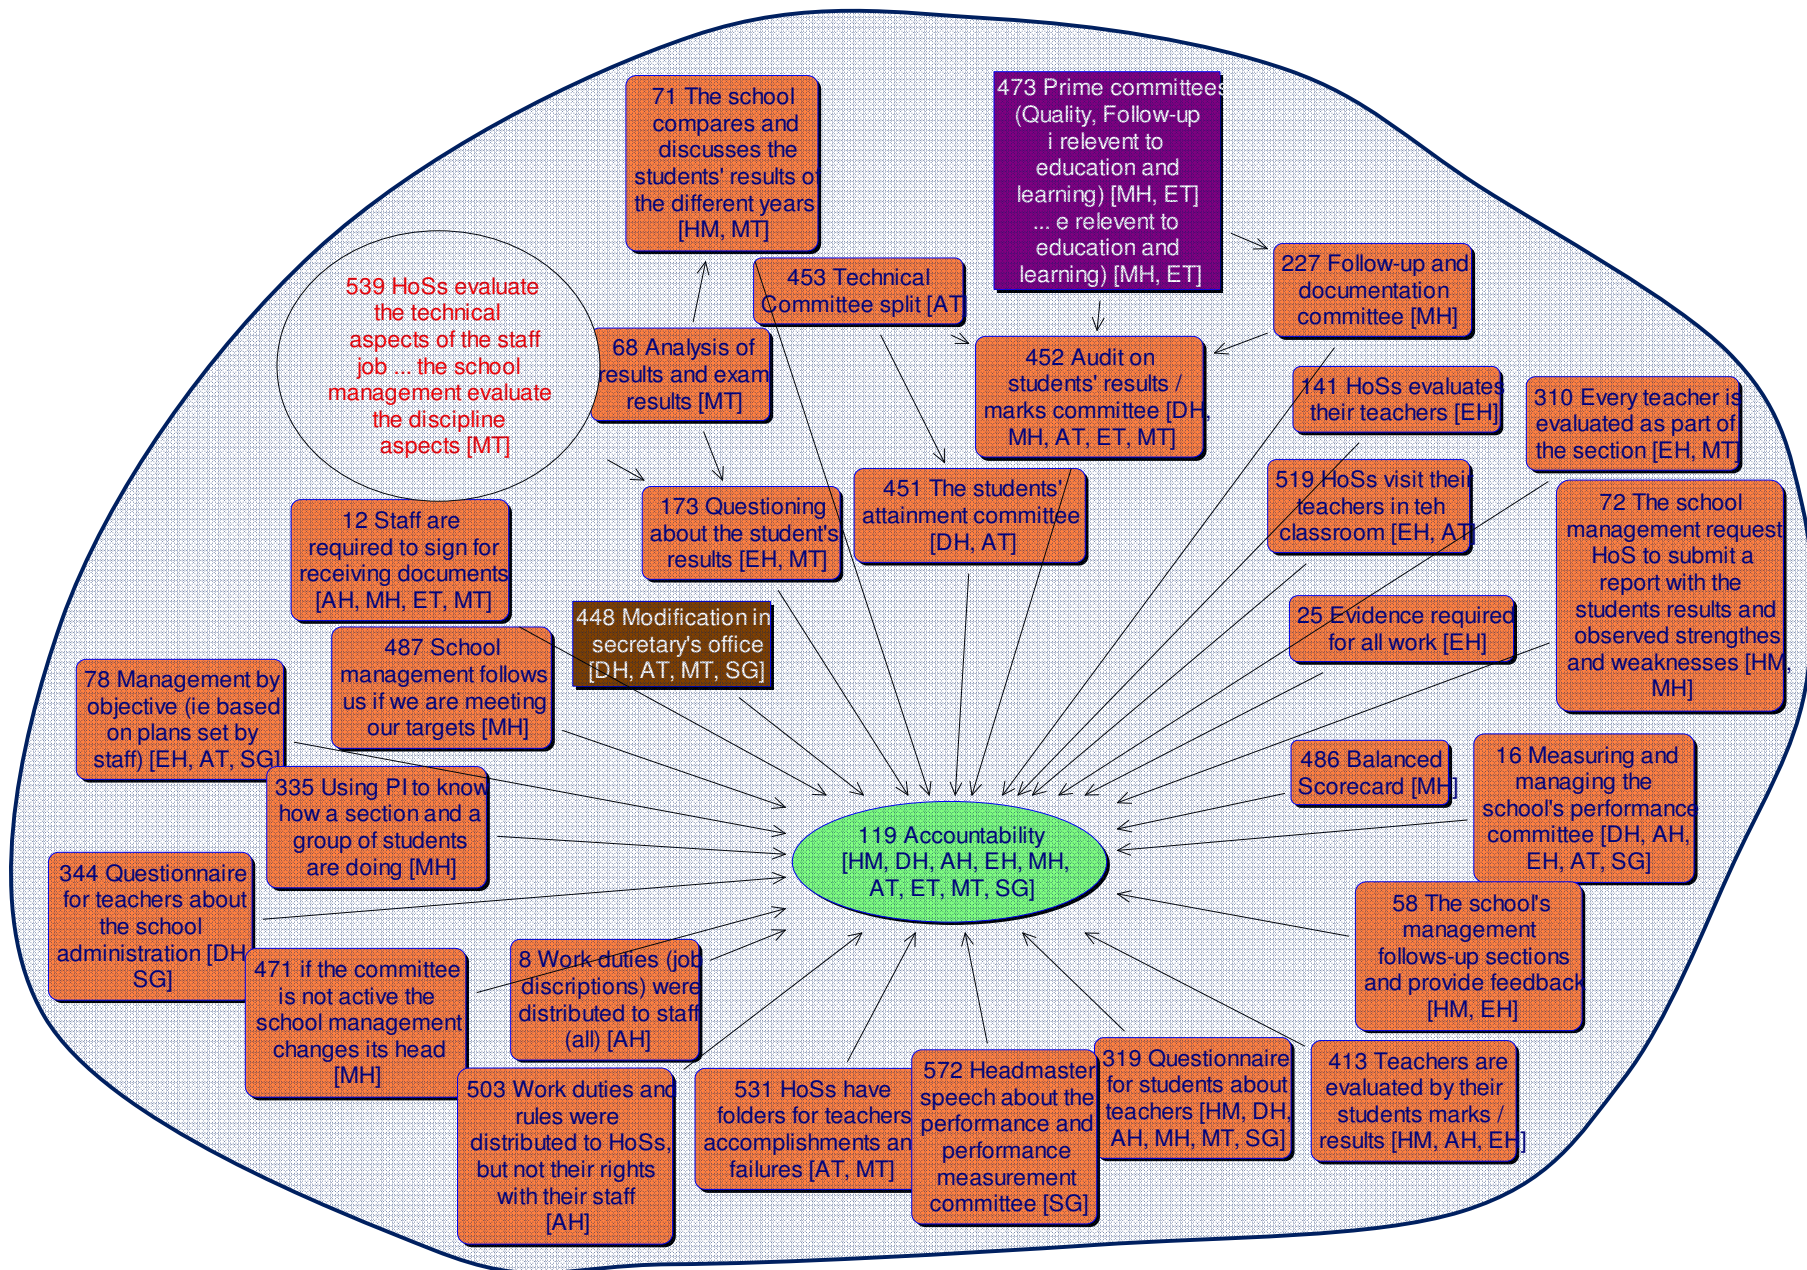 71 The school
compares and
discusses the
students' results of
the different years
[HM, MT]
473 Prime committees
(Quality, Follow-up
i relevent to
education and
learning) [MH, ET]
... e relevent to
education and
learning) [MH, ET]
539 HoSs evaluate
the technical
aspects of the staff
job ... the school
management evaluate
the discipline
aspects [MT]
453 Technical
Committee split [AT]
227 Follow-up and
documentation
committee [MH]
68 Analysis of
results and exam
results [MT]
452 Audit on
students' results /
marks committee [DH,
MH, AT, ET, MT]
141 HoSs evaluates
their teachers [EH]
310 Every teacher is
evaluated as part of
the section [EH, MT]
12 Staff are
required to sign for
receiving documents
[AH, MH, ET, MT]
173 Questioning
about the student's
results [EH, MT]
451 The students'
attainment committee
[DH, AT]
519 HoSs visit their
teachers in teh
classroom [EH, AT]
72 The school
management request
HoS to submit a
report with the
students results and
observed strengthes
and weaknesses [HM,
MH]
448 Modification in
secretary's office
[DH, AT, MT, SG]
25 Evidence required
for all work [EH]
487 School
management follows
us if we are meeting
our targets [MH]
78 Management by
objective (ie based
on plans set by
staff) [EH, AT, SG]
335 Using PI to know
how a section and a
group of students
are doing [MH]
486 Balanced
Scorecard [MH]
16 Measuring and
managing the
school's performance
committee [DH, AH,
EH, AT, SG]
119 Accountability
[HM, DH, AH, EH, MH,
AT, ET, MT, SG]
344 Questionnaire
for teachers about
the school
administration [DH,
SG]
58 The school's
management
follows-up sections
and provide feedback
[HM, EH]
471 if the committee
is not active the
school management
changes its head
[MH]
8 Work duties (job
discriptions) were
distributed to staff
(all) [AH]
503 Work duties and
rules were
distributed to HoSs,
but not their rights
with their staff
[AH]
531 HoSs have
folders for teachers
accomplishments an
failures [AT, MT]
572 Headmaster
speech about the
performance and
performance
measurement
committee [SG]
319 Questionnaire
for students about
teachers [HM, DH,
AH, MH, MT, SG]
413 Teachers are
evaluated by their
students marks /
results [HM, AH, EH]